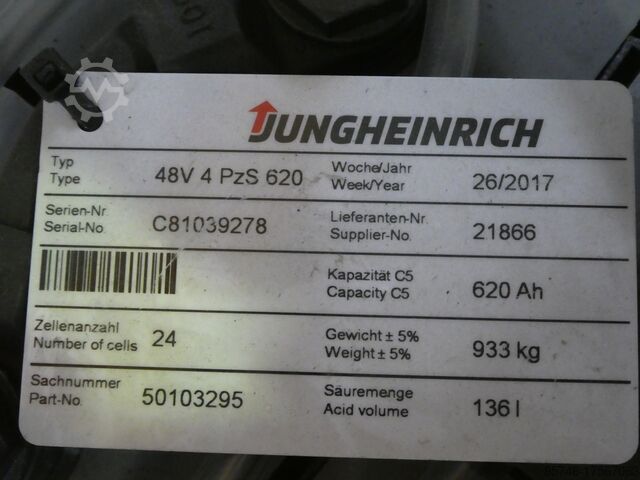 JUNGHEINRICH
Typ
Type
48V 4 PzS 620
Woche/Jahr
Week/Year
26/2017
Serien-Nr.
Serial-No.
C81039278
Lieferanten-Nr.
Supplier-No.
21866
Kapazität C5
Capacity C5
620 Ah
Zellenanzahl
Number of cells
24
Gewicht ± 5%
Weight ± 5%
933 kg
Sachnummer
Part-No.
50103295
Säuremenge
Acid volume
136 l